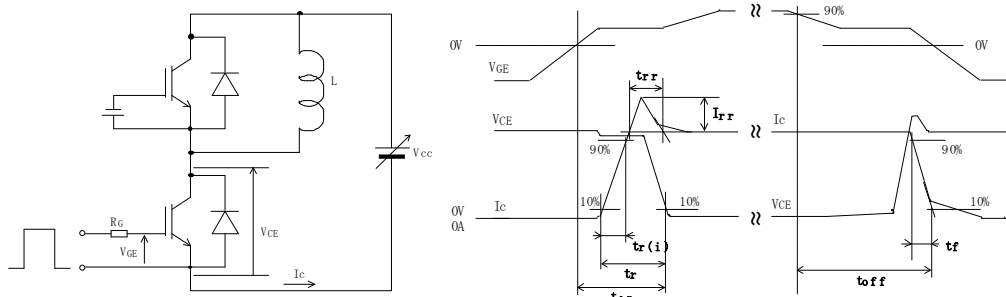 L
Vcc
RG
VGE
VCE
Ic
0V
VGE
90%
0V
trr
Irr
VCE
Ic
90%
90%
10%
10%
VCE
10%
0V
0A
Ic
tr(i)
tr
tf
toff